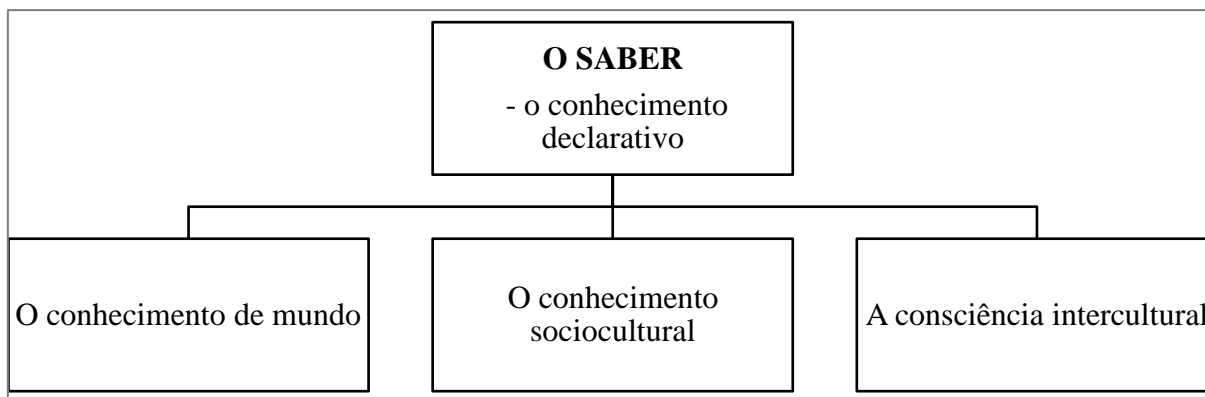 O SABER
- o conhecimento
declarativo
O conhecimento de mundo
O conhecimento
sociocultural
A consciência intercultural